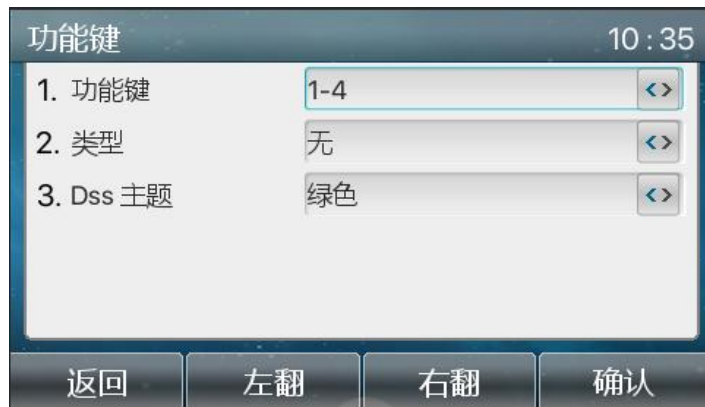 功能键 10:35
1. 功能键 1-4 <>
2. 类型 无 <>
3. Dss 主题 绿色 <>
返回 左翻 右翻 确认